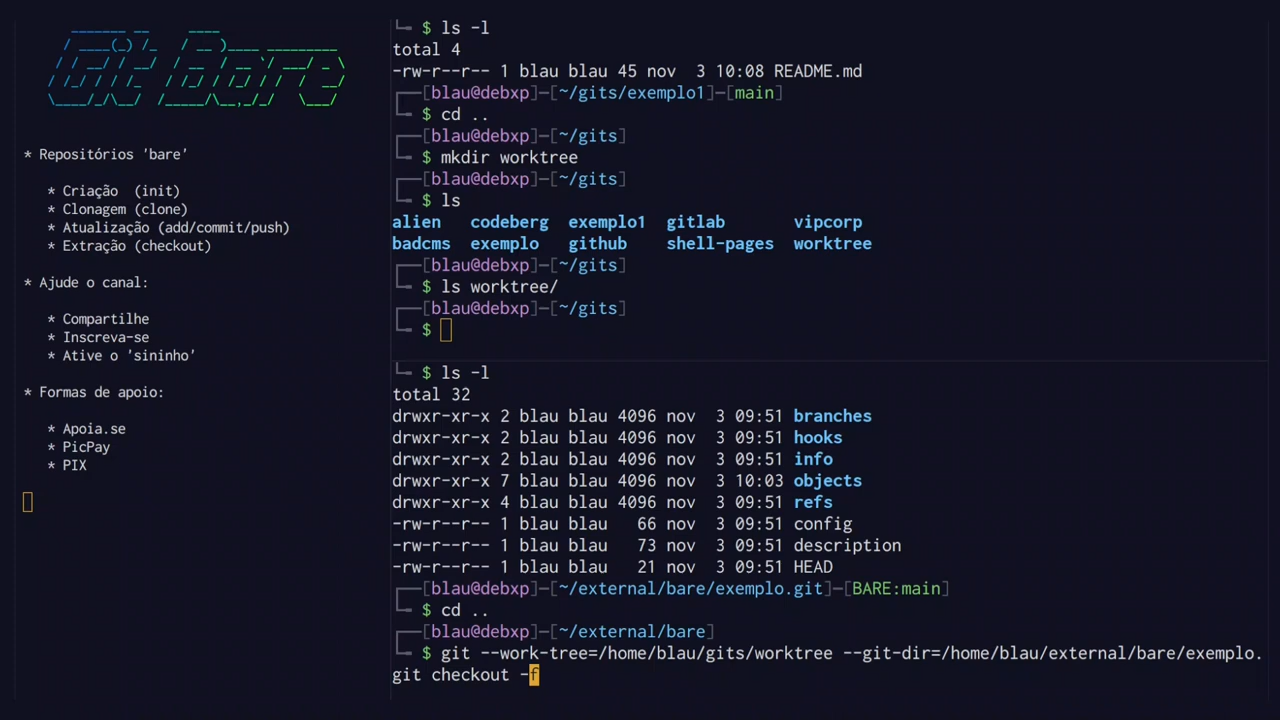 Git Bare
* Repositórios 'bare'
* Criação (init)
* Clonagem (clone)
* Atualização (add/commit/push)
* Extração (checkout)
* Ajude o canal:
* Compartilhe
* Inscreva-se
* Ative o 'sininho'
* Formas de apoio:
* Apoia.se
* PicPay
* PIX
$ ls -l
total 4
-rw-r--r-- 1 blau blau 45 nov  3 10:08 README.md
[blau@debxp]-[~/gits/exemplo1]-[main]
$ cd ..
[blau@debxp]-[~/gits]
$ mkdir worktree
[blau@debxp]-[~/gits]
$ ls
alien   codeberg  exemplo1  gitlab       vipcorp
badcms  exemplo   github    shell-pages  worktree
[blau@debxp]-[~/gits]
$ ls worktree/
[blau@debxp]-[~/gits]
$
$ ls -l
total 32
drwxr-xr-x 2 blau blau 4096 nov  3 09:51 branches
drwxr-xr-x 2 blau blau 4096 nov  3 09:51 hooks
drwxr-xr-x 2 blau blau 4096 nov  3 09:51 info
drwxr-xr-x 7 blau blau 4096 nov  3 10:03 objects
drwxr-xr-x 4 blau blau 4096 nov  3 09:51 refs
-rw-r--r-- 1 blau blau   66 nov  3 09:51 config
-rw-r--r-- 1 blau blau   73 nov  3 09:51 description
-rw-r--r-- 1 blau blau   21 nov  3 09:51 HEAD
[blau@debxp]-[~/external/bare/exemplo.git]-[BARE:main]
$ cd ..
[blau@debxp]-[~/external/bare]
$ git --work-tree=/home/blau/gits/worktree --git-dir=/home/blau/external/bare/exemplo.
git checkout -f